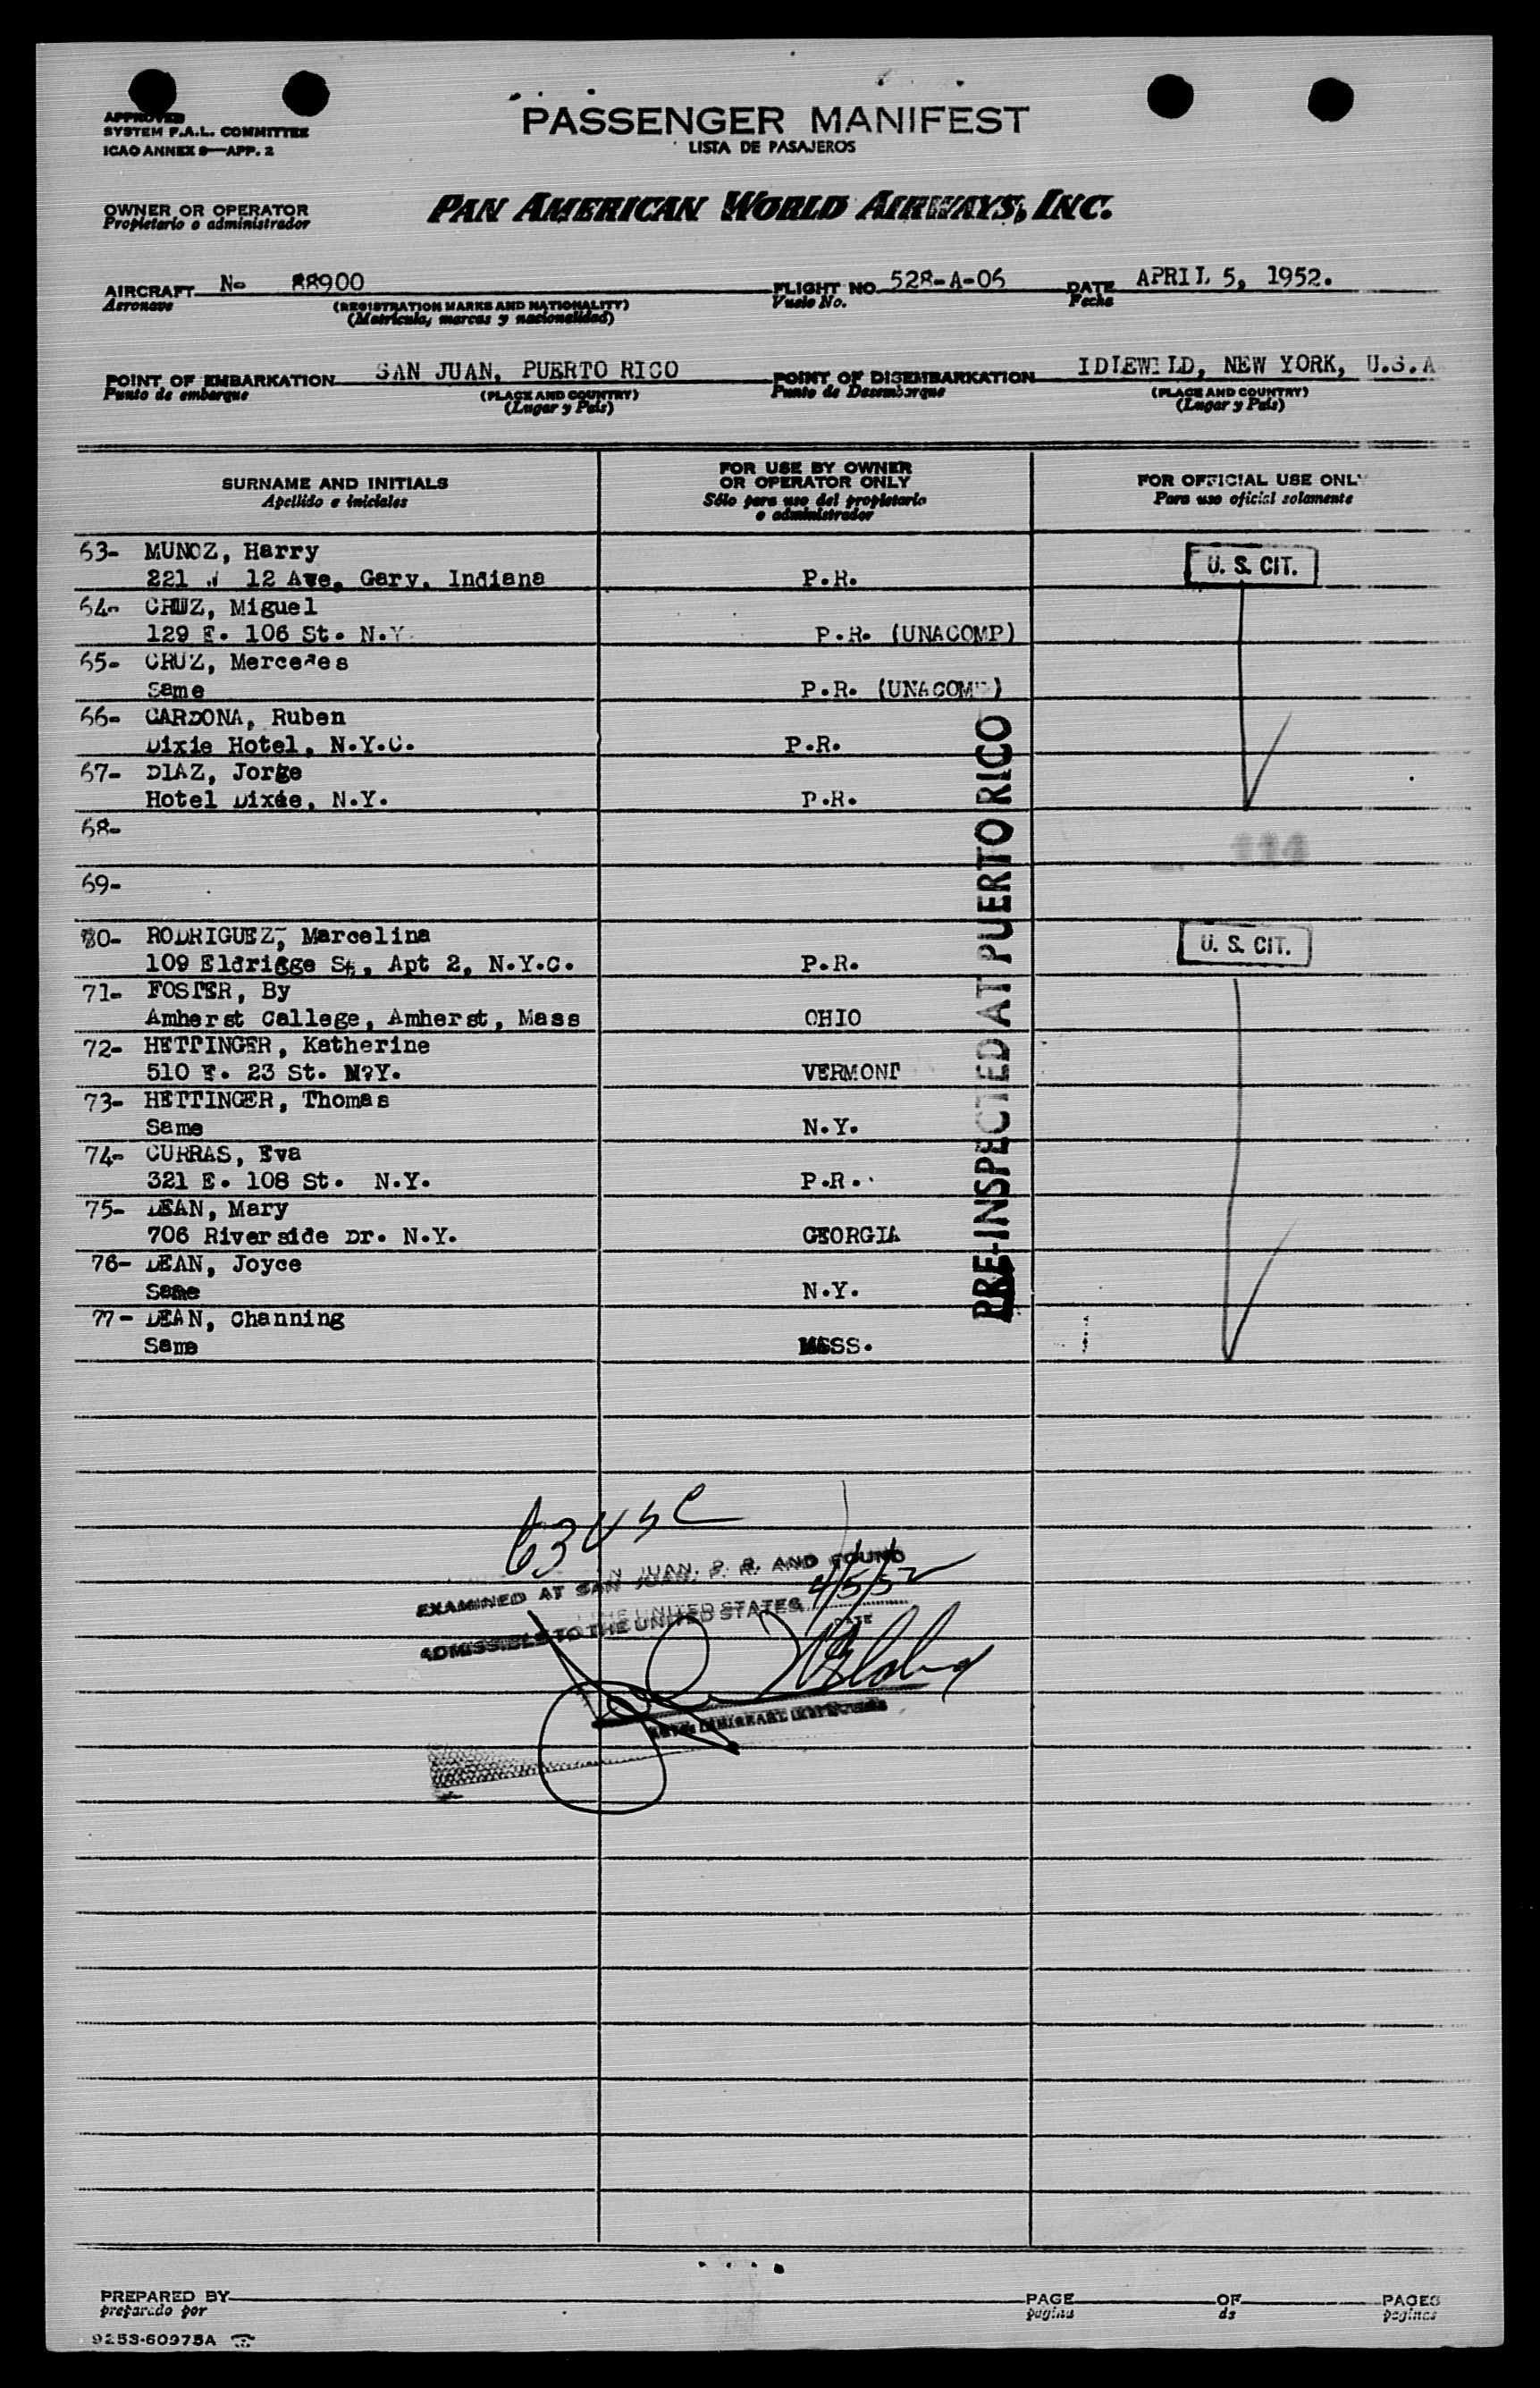 APPROVED
SYSTEM F.A.L. COMMITTEE
ICAO ANNEX 9—APP. 2
PASSENGER MANIFEST
LISTA DE PASAJEROS
OWNER OR OPERATOR
Propietario o administrador
PAN AMERICAN WORLD AIRWAYS, INC.
AIRCRAFT N- 88900
Aeronave
(REGISTRATION MARKS AND NATIONALITY)
(Matricula, marcas y nacionalidad)
FLIGHT NO. 528-A-06
Vuelo No.
DATE APRIL 5, 1952.
Fecha
POINT OF EMBARKATION SAN JUAN, PUERTO RICO
Punto de embarque
(PLACE AND COUNTRY)
(Lugar y País)
POINT OF DISEMBARKATION IDLEWILD, NEW YORK, U.S.A
Punto de Desembarque
(PLACE AND COUNTRY)
(Lugar y País)
SURNAME AND INITIALS
Apellido e iniciales
FOR USE BY OWNER
OR OPERATOR ONLY
Sólo para uso del propietario
o administrador
FOR OFFICIAL USE ONLY
Para uso oficial solamente
63- MUNOZ, Harry
221 W 12 Ave, Gary, Indiana P.R.
U. S. CIT.
64- CRUZ, Miguel
129 E. 106 St. N.Y. P.R. (UNACOMP)
65- CRUZ, Mercedes
Same P.R. (UNACOMP)
66- CARDONA, Ruben
Dixie Hotel, N.Y.C. P.R.
67- DIAZ, Jorge
Hotel Dixie, N.Y. P.R.
68-
114
69-
70- RODRIGUEZ, Marcelina
109 Eldrigge St, Apt 2, N.Y.C. P.R.
U. S. CIT.
71- FOSTER, By
Amherst Callege, Amherst, Mass OHIO
72- HETTINGER, Katherine
510 E. 23 St. N?Y. VERMONT
73- HETTINGER, Thomas
Same N.Y.
74- CURRAS, Eva
321 E. 108 St. N.Y. P.R.
75- DEAN, Mary
706 Riverside Dr. N.Y. GEORGIA
76- DEAN, Joyce
Same N.Y.
77- DEAN, Channing
Same MASS.
PRE-INSPECTED AT PUERTO RICO
EXAMINED AT SAN JUAN, P. R. AND FOUND
ADMISSIBLE TO THE UNITED STATES 4/5/52
DATE
PREPARED BY
preparado por
PAGE OF PAGES
pagina de paginas
9253-60975A